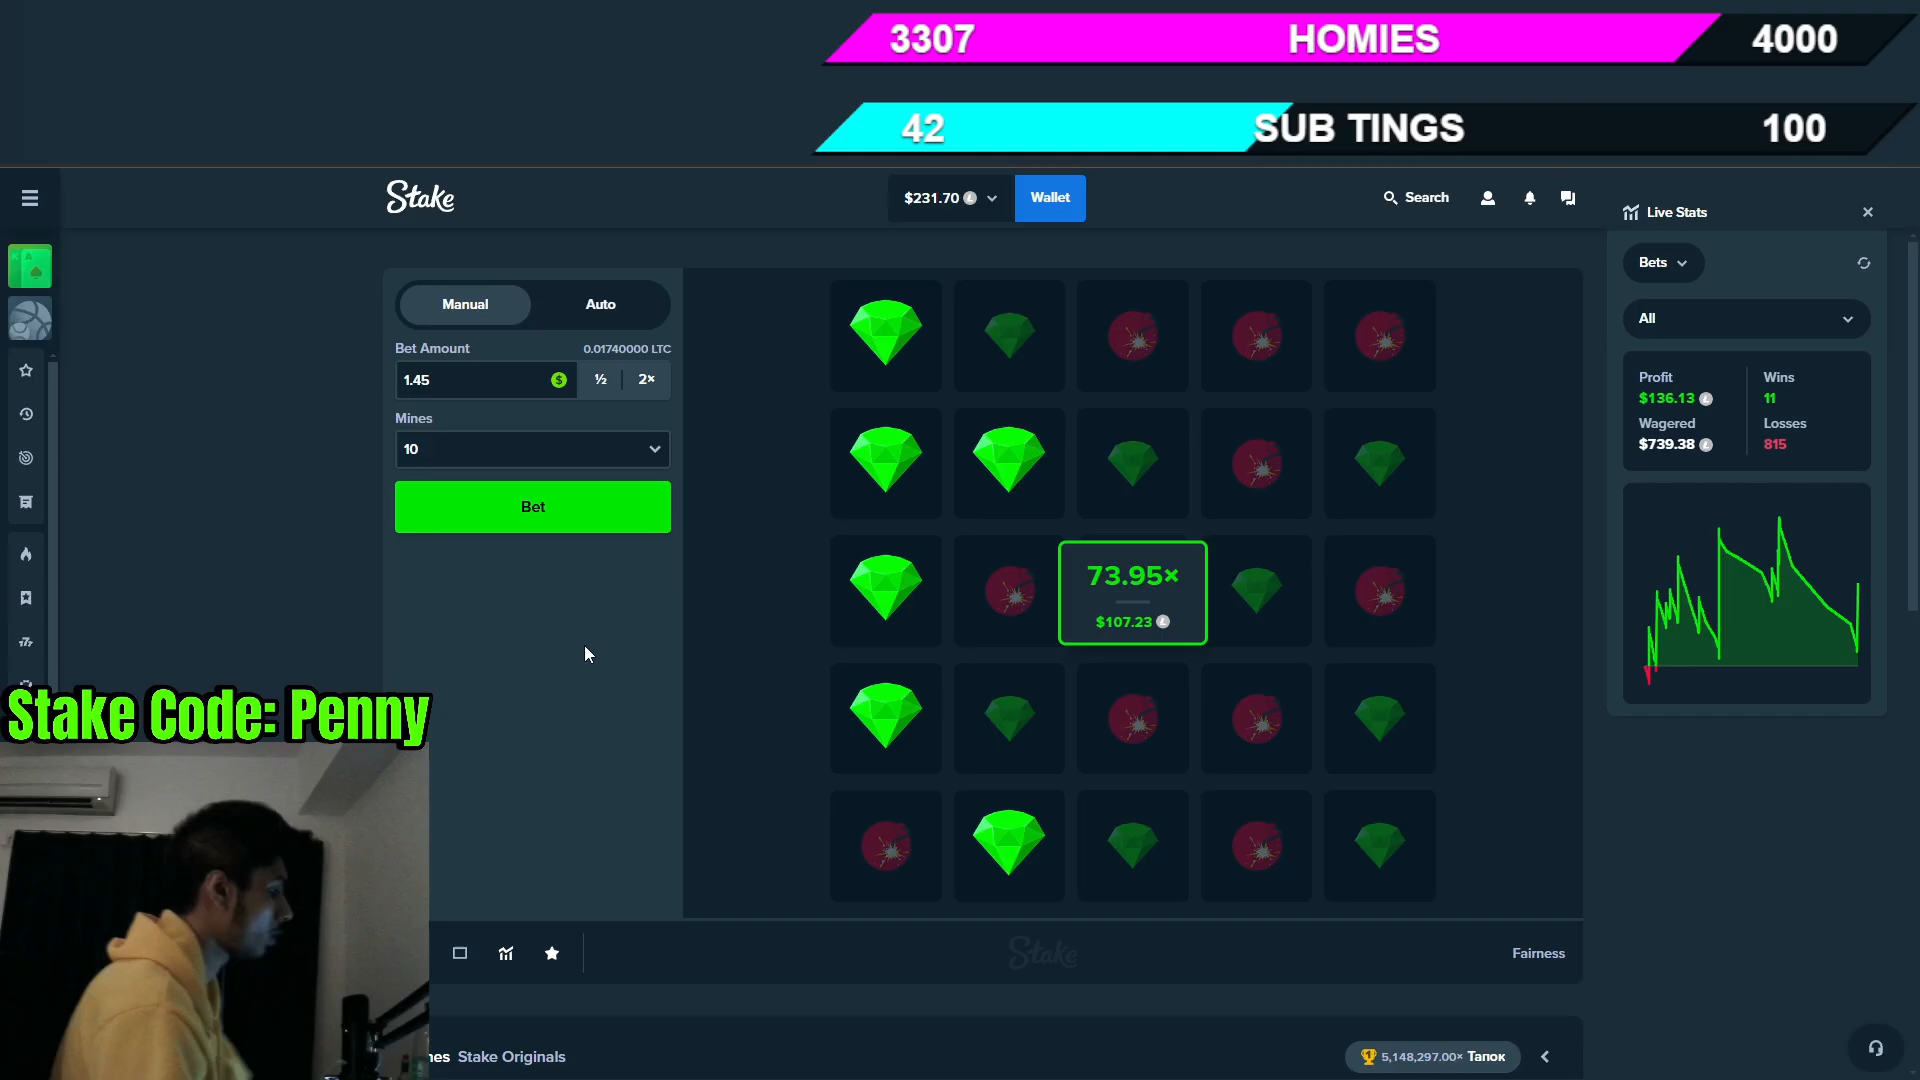 3307 HOMIES 4000
42 SUB TINGS 100
Stake
$231.70
Wallet
Search
Live Stats
Bets
All
Profit
$136.13
Wins
11
Wagered
$739.38
Losses
815
Manual
Auto
Bet Amount
0.01740000 LTC
1.45
½
2×
Mines
10
Bet
73.95×
$107.23
Stake Code: Penny
Stake
Fairness
Stake Originals
5,148,297.00× Тапок